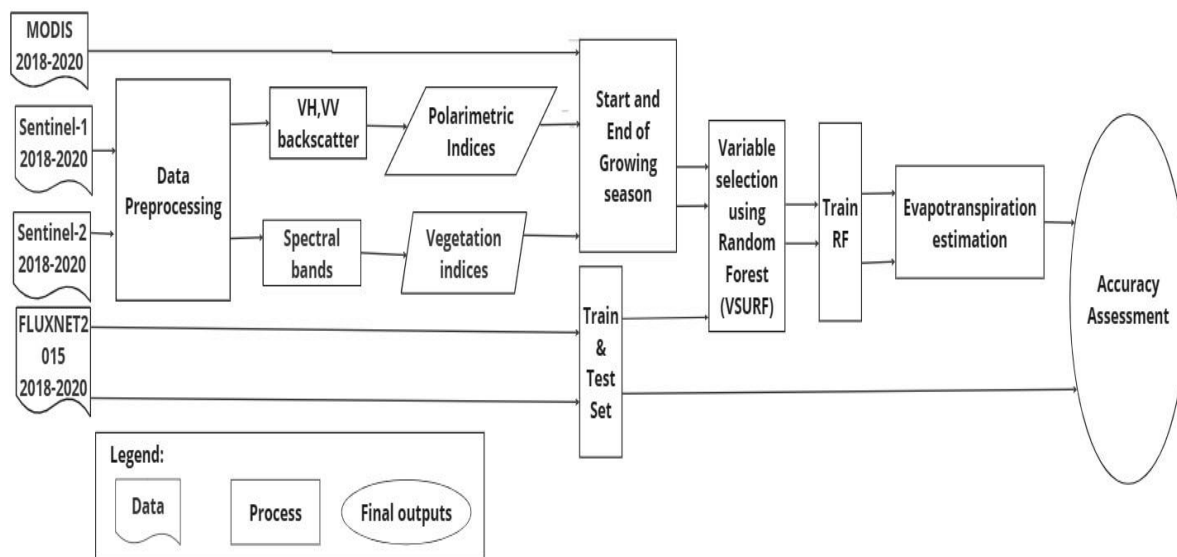 MODIS
2018-2020
Sentinel-1
2018-2020
Sentinel-2
2018-2020
FLUXNET2
015
2018-2020
Data
Preprocessing
VH,VV
backscatter
Polarimetric
Indices
Spectral
bands
Vegetation
indices
Start and
End of
Growing
season
Train
&
Test
Set
Variable
selection
using
Random
Forest
(VSURF)
Train
RF
Evapotranspiration
estimation
Accuracy
Assessment
Legend:
Data
Process
Final outputs